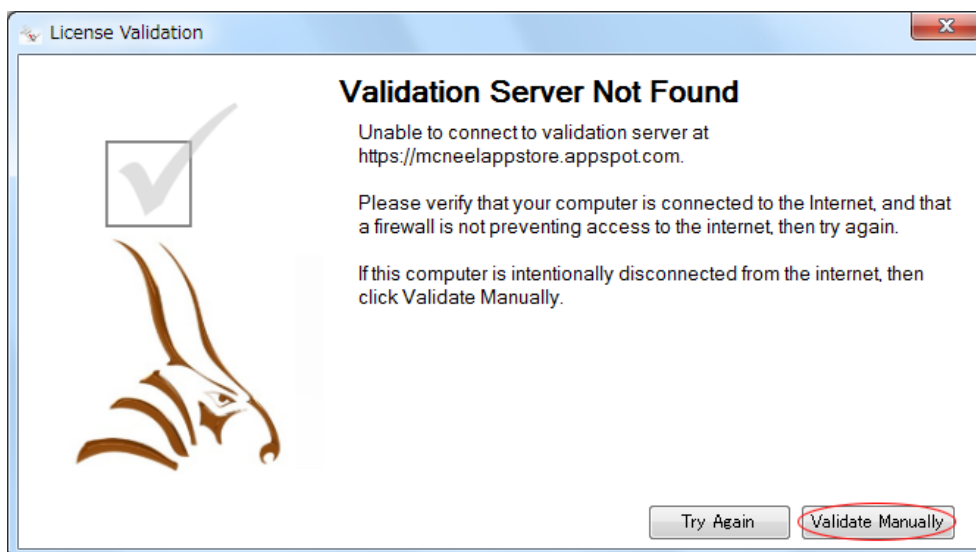 License Validation
Validation Server Not Found
Unable to connect to validation server at
https://mcneelappstore.appspot.com.
Please verify that your computer is connected to the Internet, and that
a firewall is not preventing access to the internet, then try again.
If this computer is intentionally disconnected from the internet, then
click Validate Manually.
Try Again
Validate Manually